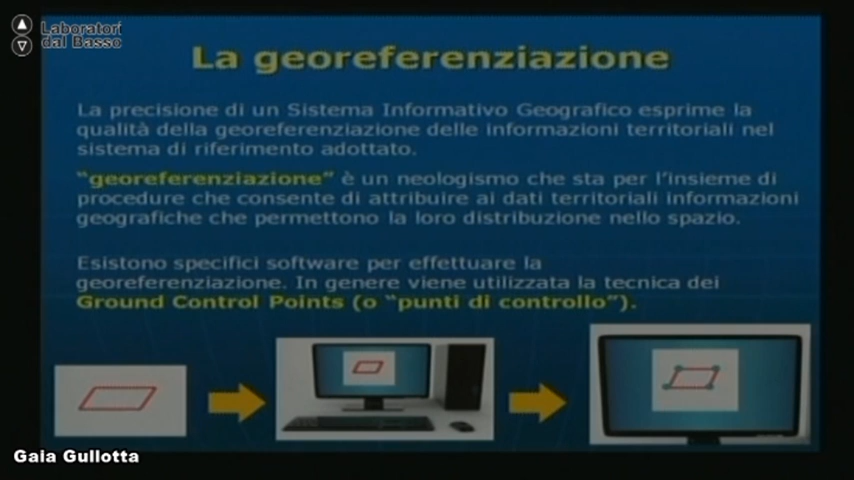 Laboratori
dal Basso
La georeferenziazione
La precisione di un Sistema Informativo Geografico esprime la
qualità della georeferenziazione delle informazioni territoriali nel
sistema di riferimento adottato.
"georeferenziazione" è un neologismo che sta per l'insieme di
procedure che consente di attribuire ai dati territoriali informazioni
geografiche che permettono la loro distribuzione nello spazio.
Esistono specifici software per effettuare la
georeferenziazione. In genere viene utilizzata la tecnica dei
Ground Control Points (o "punti di controllo").
Gaia Gullotta